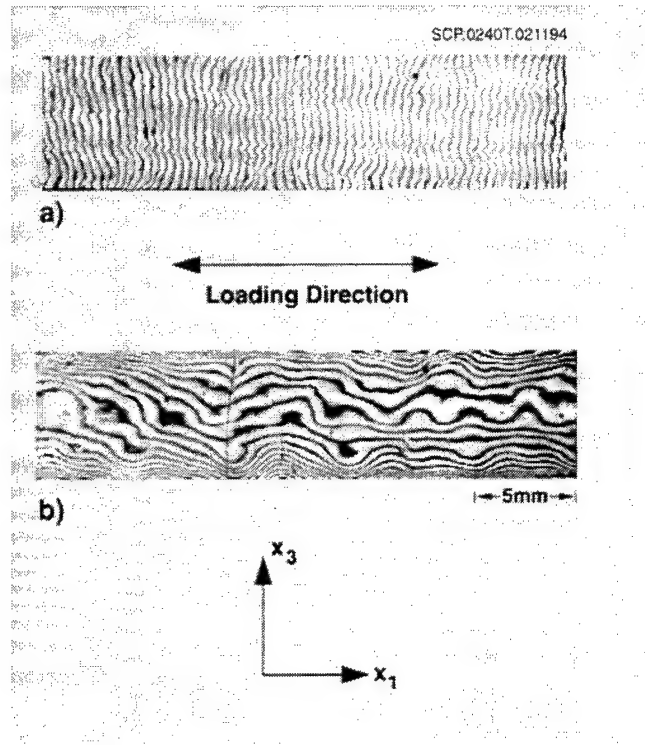 SCP.0240T.021194
a)
Loading Direction
b)
5mm
x3
x1